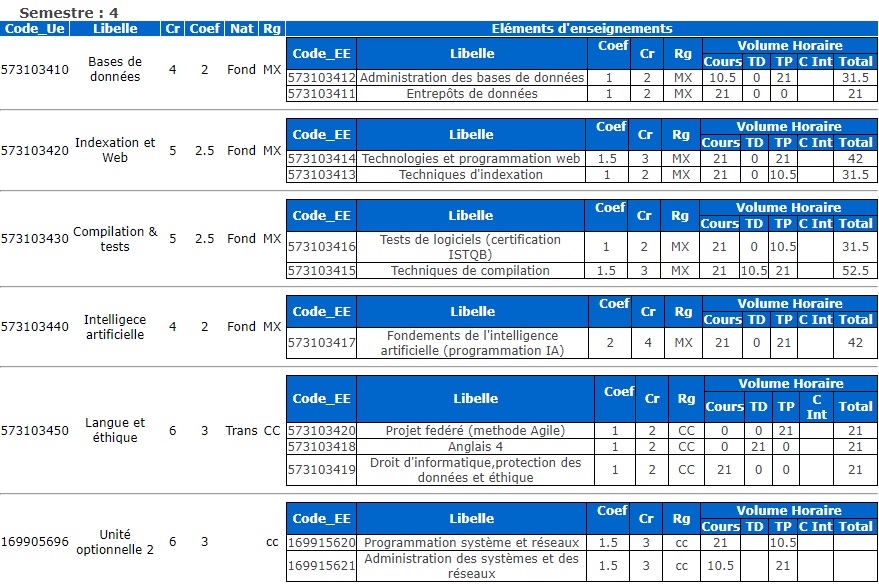 Semestre : 4
Code_Ue Libelle Cr Coef Nat Rg Eléments d'enseignements
573103410 Bases de données 4 2 Fond MX
Code_EE Libelle Coef Cr Rg Volume Horaire
Cours TD TP C Int Total
573103412 Administration des bases de données 1 2 MX 10.5 0 21 31.5
573103411 Entrepôts de données 1 2 MX 21 0 0 21
573103420 Indexation et Web 5 2.5 Fond MX
Code_EE Libelle Coef Cr Rg Volume Horaire
Cours TD TP C Int Total
573103414 Technologies et programmation web 1.5 3 MX 21 0 21 42
573103413 Techniques d'indexation 1 2 MX 21 0 10.5 31.5
573103430 Compilation & tests 5 2.5 Fond MX
Code_EE Libelle Coef Cr Rg Volume Horaire
Cours TD TP C Int Total
573103416 Tests de logiciels (certification ISTQB) 1 2 MX 21 0 10.5 31.5
573103415 Techniques de compilation 1.5 3 MX 21 10.5 21 52.5
573103440 Intelligece artificielle 4 2 Fond MX
Code_EE Libelle Coef Cr Rg Volume Horaire
Cours TD TP C Int Total
573103417 Fondements de l'intelligence artificielle (programmation IA) 2 4 MX 21 0 21 42
573103450 Langue et éthique 6 3 Trans CC
Code_EE Libelle Coef Cr Rg Volume Horaire
Cours TD TP C Int Total
573103420 Projet fedéré (methode Agile) 1 2 CC 0 0 21 21
573103418 Anglais 4 1 2 CC 0 21 0 21
573103419 Droit d'informatique,protection des données et éthique 1 2 CC 21 0 0 21
169905696 Unité optionnelle 2 6 3 cc
Code_EE Libelle Coef Cr Rg Volume Horaire
Cours TD TP C Int Total
169915620 Programmation système et réseaux 1.5 3 cc 21 10.5
169915621 Administration des systèmes et des réseaux 1.5 3 cc 10.5 21